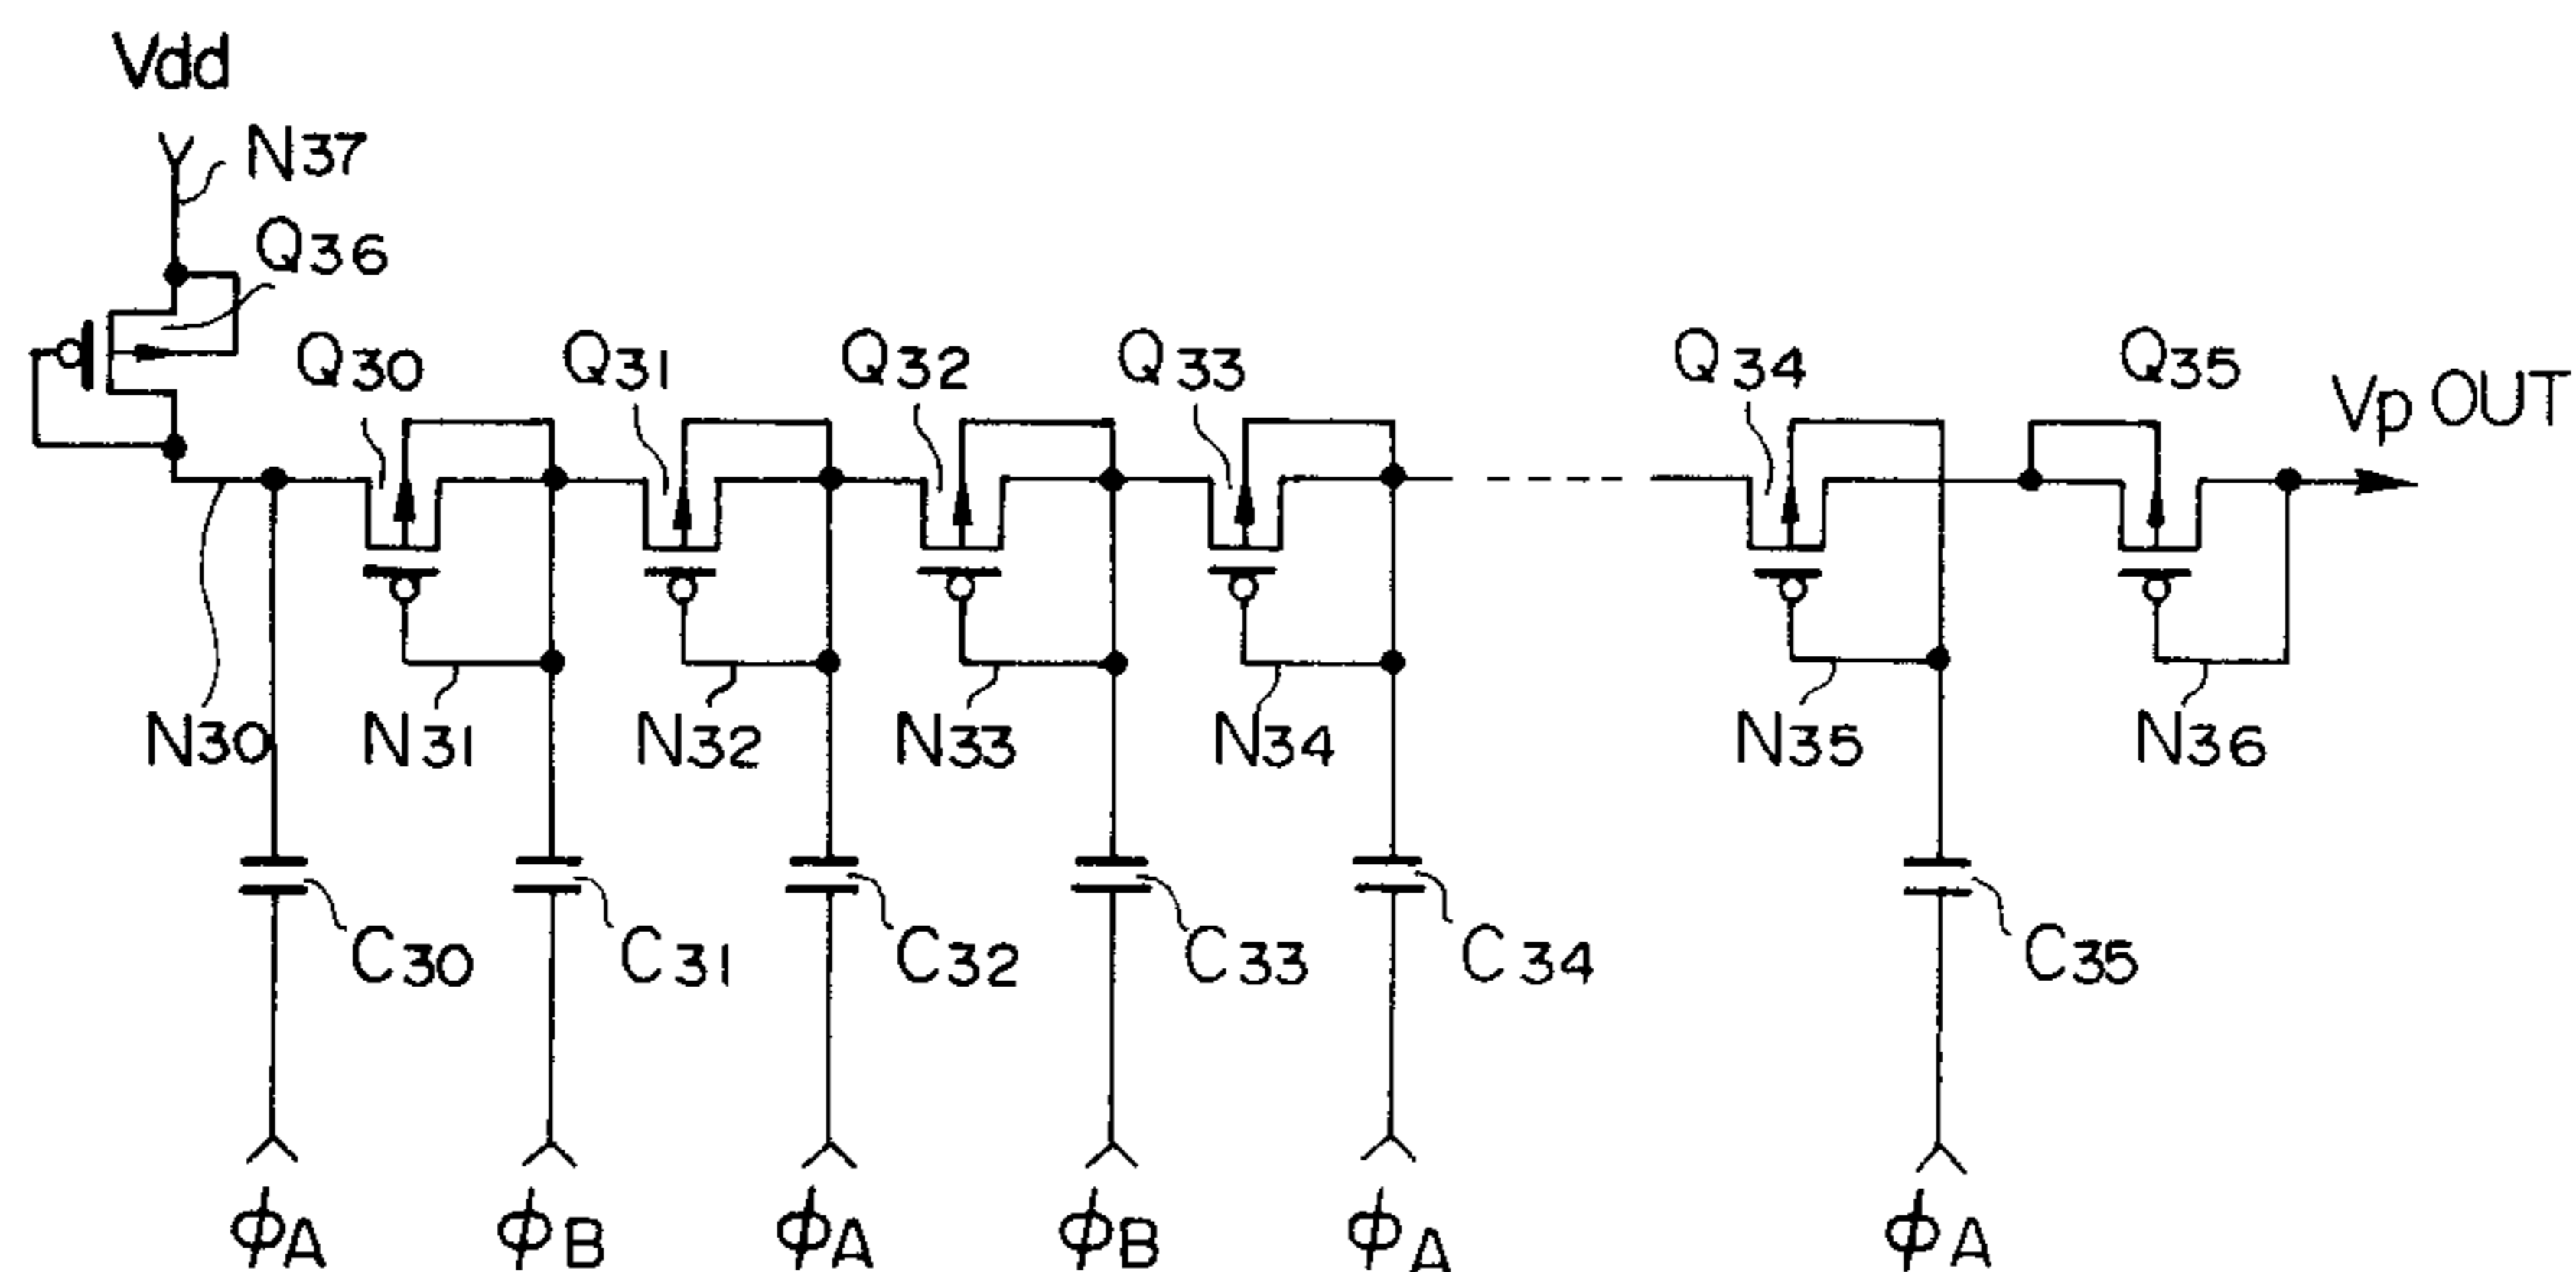 Vdd
N37
Q36
Q30 Q31 Q32 Q33 Q34 Q35 Vp OUT
N30 N31 N32 N33 N34 N35 N36
C30 C31 C32 C33 C34 C35
ϕA ϕB ϕA ϕB ϕA ϕA